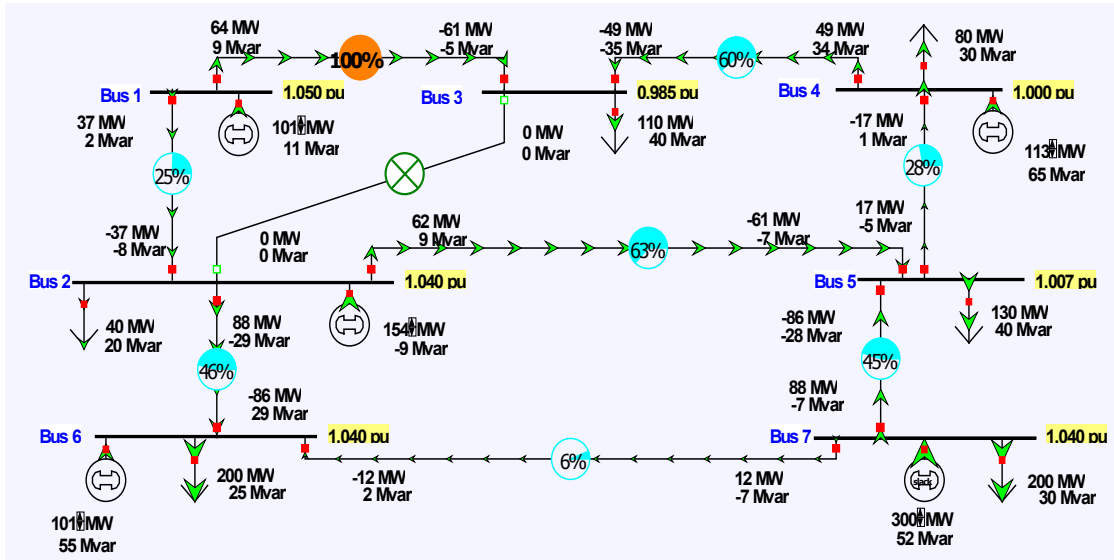 64 MW
9 Mvar
100%
-61 MW
-5 Mvar
-49 MW
-35 Mvar
60%
49 MW
34 Mvar
80 MW
30 Mvar
Bus 1
1.050 pu
Bus 3
0.985 pu
Bus 4
1.000 pu
37 MW
2 Mvar
101 MW
11 Mvar
0 MW
0 Mvar
110 MW
40 Mvar
-17 MW
1 Mvar
113 MW
65 Mvar
25%
28%
-37 MW
-8 Mvar
0 MW
0 Mvar
62 MW
9 Mvar
63%
-61 MW
-7 Mvar
17 MW
-5 Mvar
Bus 2
1.040 pu
Bus 5
1.007 pu
40 MW
20 Mvar
88 MW
-29 Mvar
154 MW
-9 Mvar
-86 MW
-28 Mvar
130 MW
40 Mvar
46%
45%
-86 MW
29 Mvar
88 MW
-7 Mvar
Bus 6
1.040 pu
Bus 7
1.040 pu
6%
200 MW
25 Mvar
-12 MW
2 Mvar
12 MW
-7 Mvar
slack
200 MW
30 Mvar
101 MW
55 Mvar
300 MW
52 Mvar